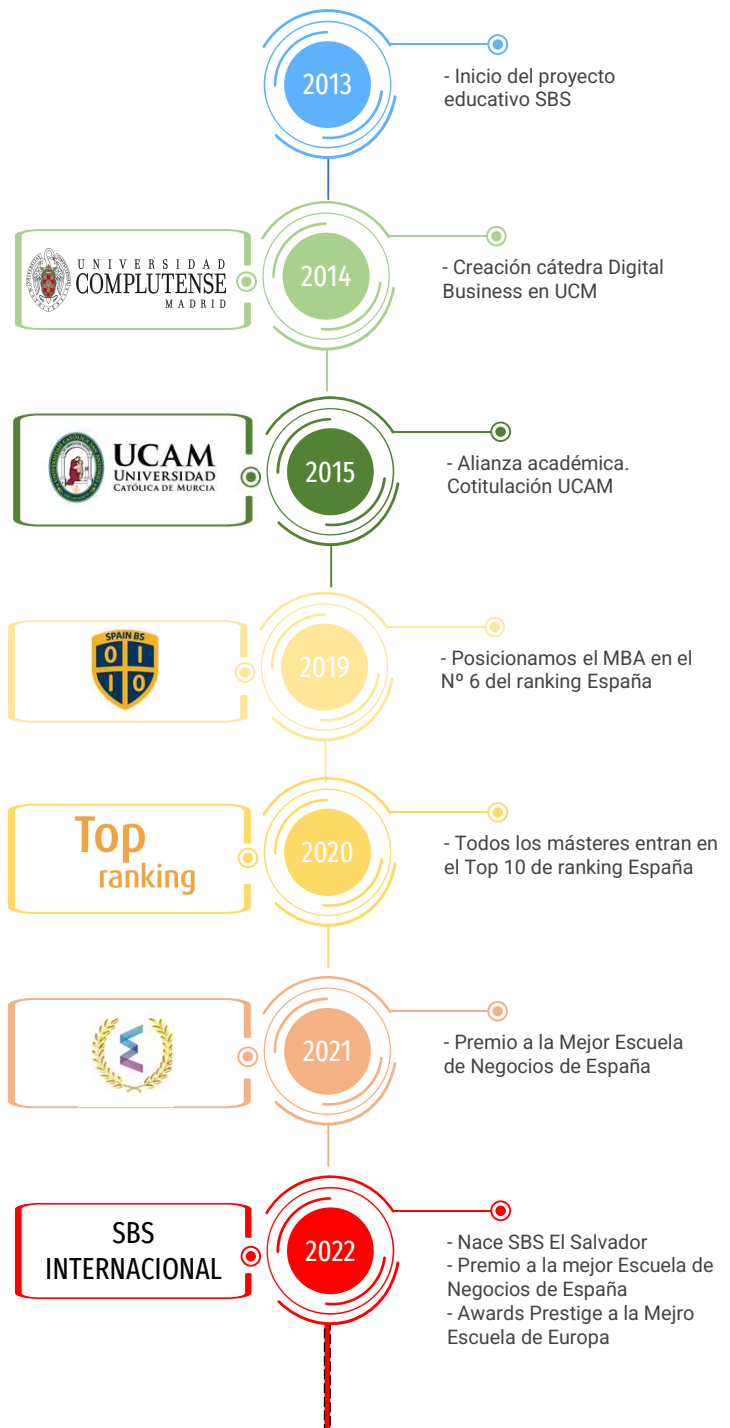 2013
- Inicio del proyecto
educativo SBS
UNIVERSIDAD
COMPLUTENSE
MADRID
2014
- Creación cátedra Digital
Business en UCM
UCAM
UNIVERSIDAD
CATÓLICA DE MURCIA
2015
- Alianza académica.
Cotitulación UCAM
SPAIN BS
O I
I O
2019
- Posicionamos el MBA en el
Nº 6 del ranking España
Top
ranking
2020
- Todos los másteres entran en
el Top 10 de ranking España
2021
- Premio a la Mejor Escuela
de Negocios de España
SBS
INTERNACIONAL
2022
- Nace SBS El Salvador
- Premio a la mejor Escuela de
Negocios de España
- Awards Prestige a la Mejro
Escuela de Europa